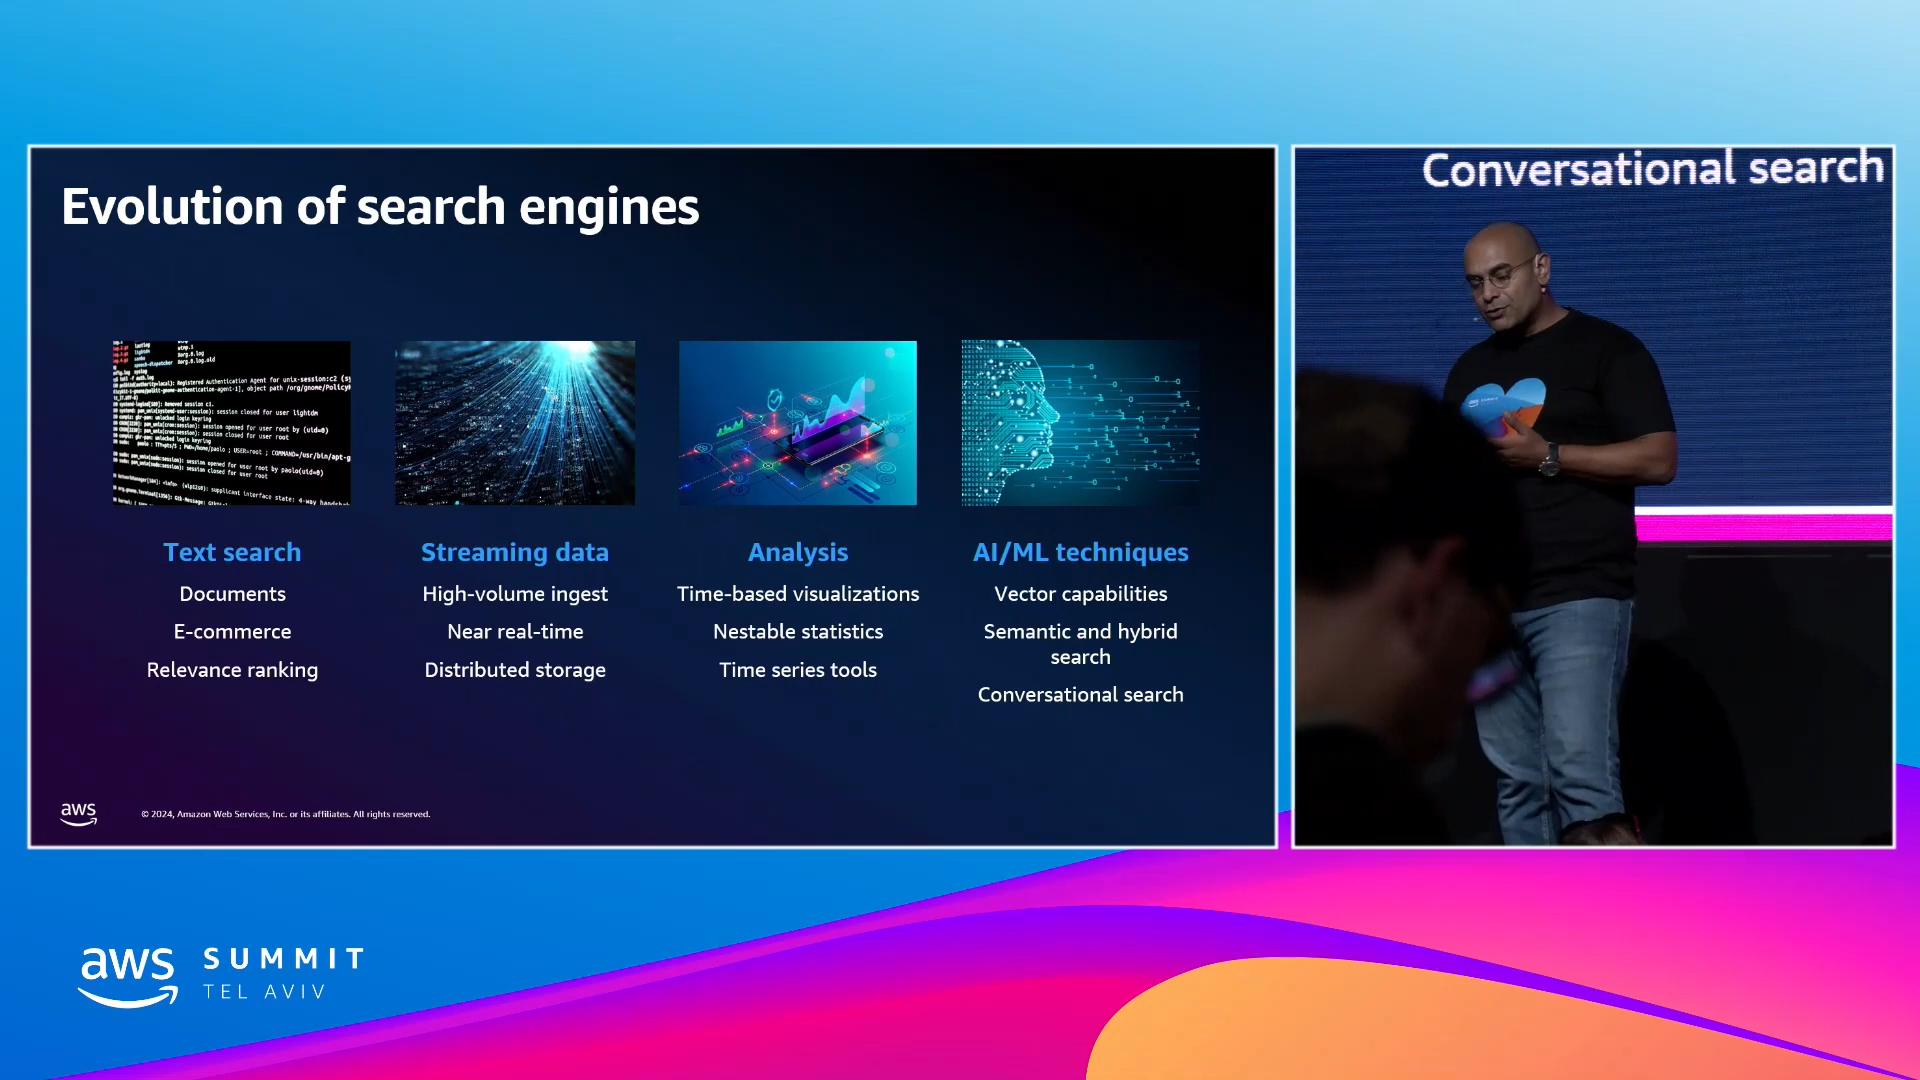 Conversational search
Evolution of search engines
Text search
Documents
E-commerce
Relevance ranking
Streaming data
High-volume ingest
Near real-time
Distributed storage
Analysis
Time-based visualizations
Nestable statistics
Time series tools
AI/ML techniques
Vector capabilities
Semantic and hybrid
search
Conversational search
aws
© 2024, Amazon Web Services, Inc. or its affiliates. All rights reserved.
aws
SUMMIT
TEL AVIV